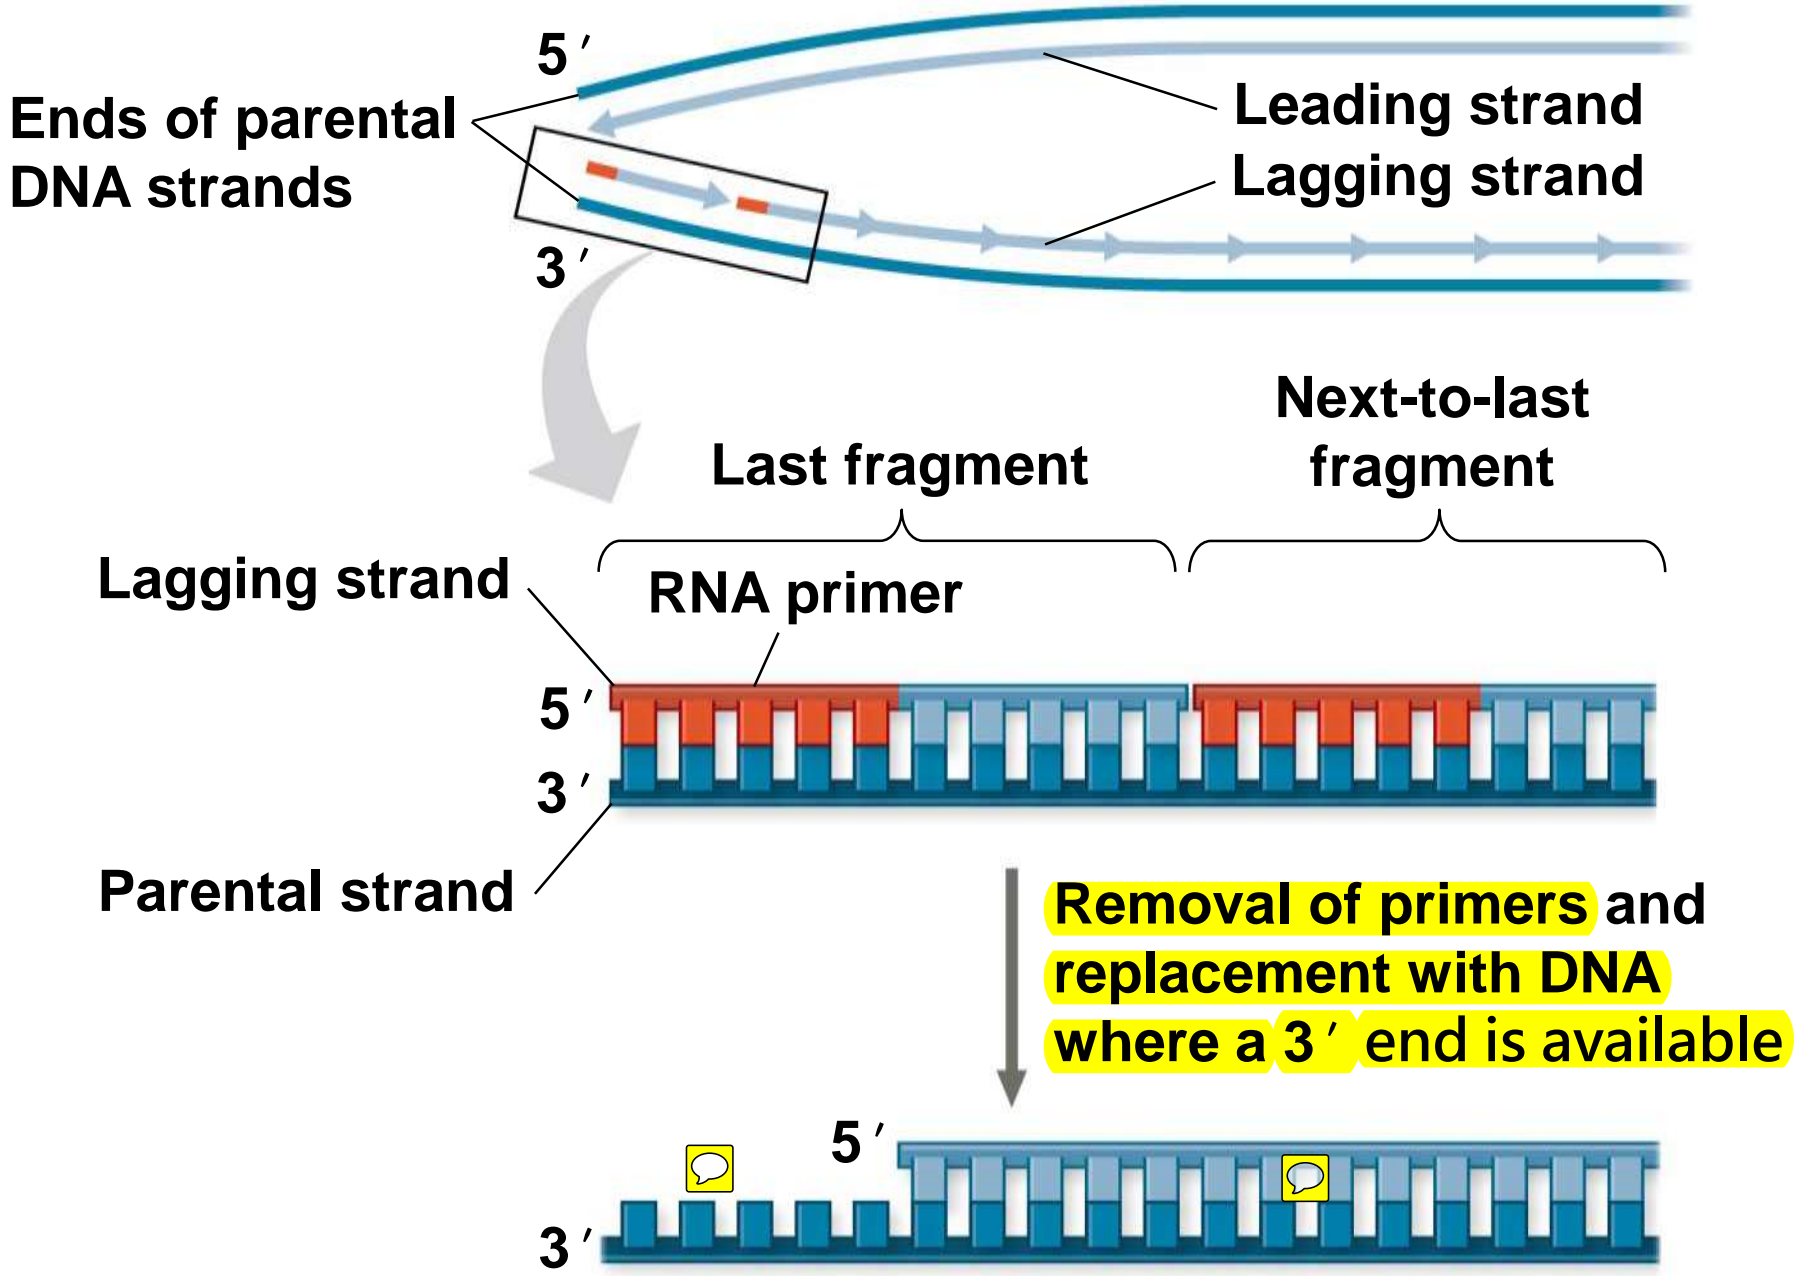 5′
Ends of parental
DNA strands
Leading strand
Lagging strand
3′
Next-to-last
fragment
Last fragment
Lagging strand
RNA primer
5′
3′
Parental strand
Removal of primers and
replacement with DNA
where a 3′ end is available
5′
3′